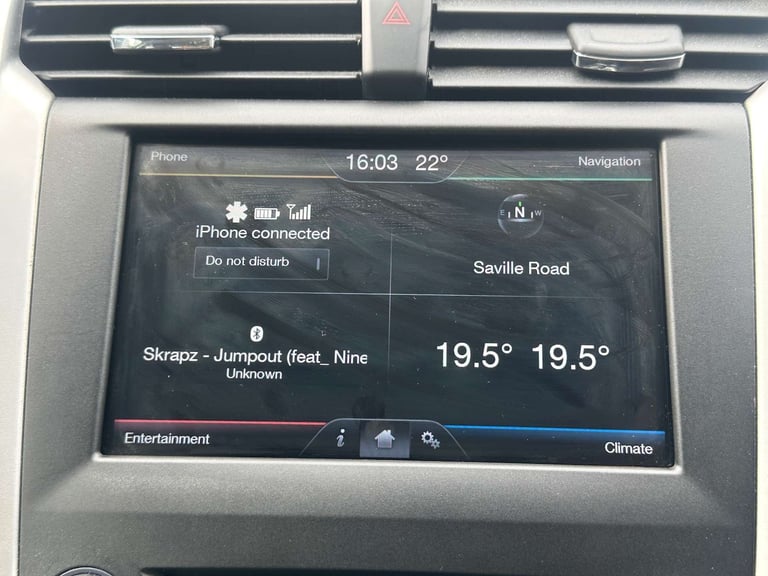 Phone
16:03 22°
Navigation
iPhone connected
Do not disturb
E N W
Saville Road
Skrapz - Jumpout (feat_ Nine
Unknown
19.5° 19.5°
Entertainment
i
Climate